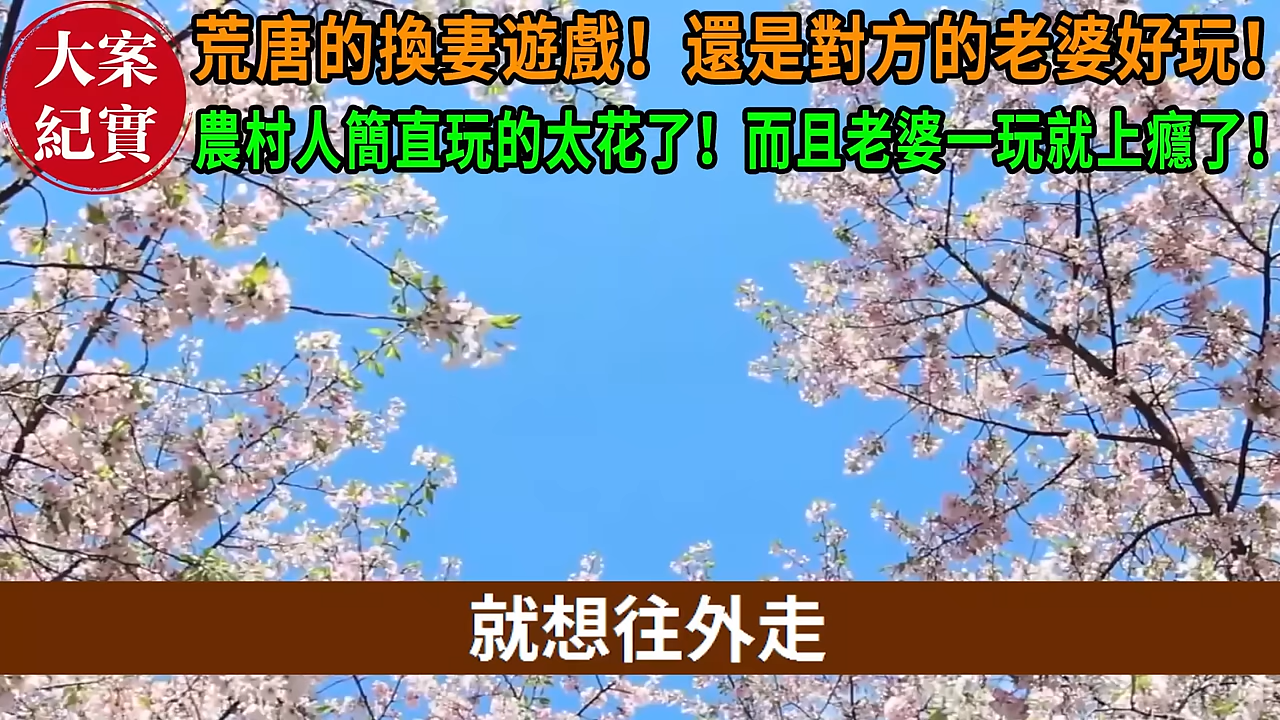 大案
紀實
荒唐的換妻遊戲！還是對方的老婆好玩！
農村人簡直玩的太花了！而且老婆一玩就上癮了！
就想往外走